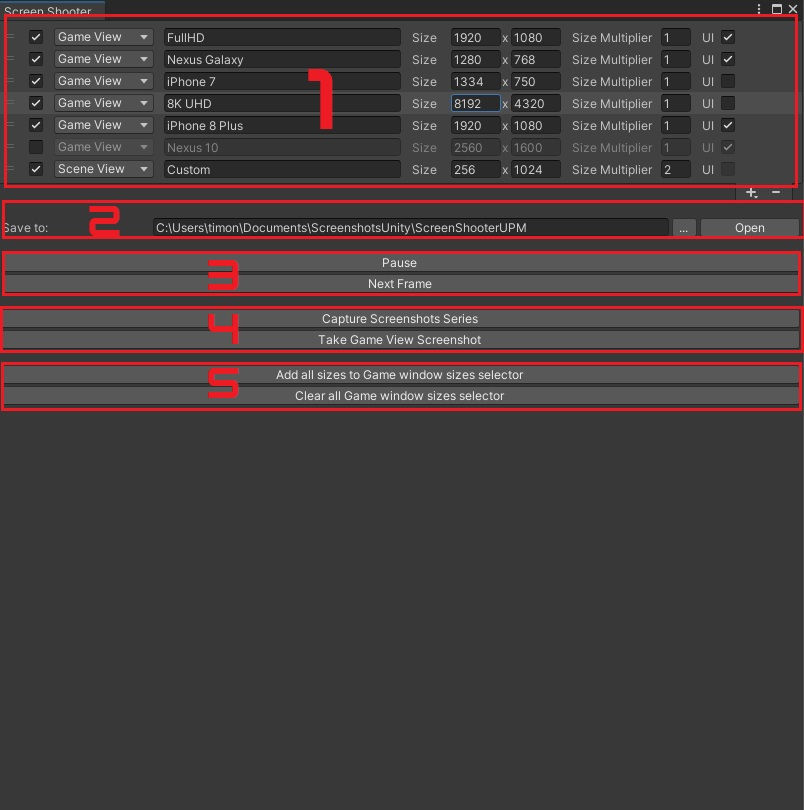 Screen Shooter
Game View FullHD Size 1920 x 1080 Size Multiplier 1 UI
Game View Nexus Galaxy Size 1280 x 768 Size Multiplier 1 UI
Game View iPhone 7 Size 1334 x 750 Size Multiplier 1 UI
1
Game View 8K UHD Size 8192 x 4320 Size Multiplier 1 UI
Game View iPhone 8 Plus Size 1920 x 1080 Size Multiplier 1 UI
Game View Nexus 10 Size 2560 x 1600 Size Multiplier 1 UI
Scene View Custom Size 256 x 1024 Size Multiplier 2 UI
2
Save to: C:\Users\timon\Documents\ScreenshotsUnity\ScreenShooterUPM ... Open
3
Pause
Next Frame
4
Capture Screenshots Series
Take Game View Screenshot
5
Add all sizes to Game window sizes selector
Clear all Game window sizes selector